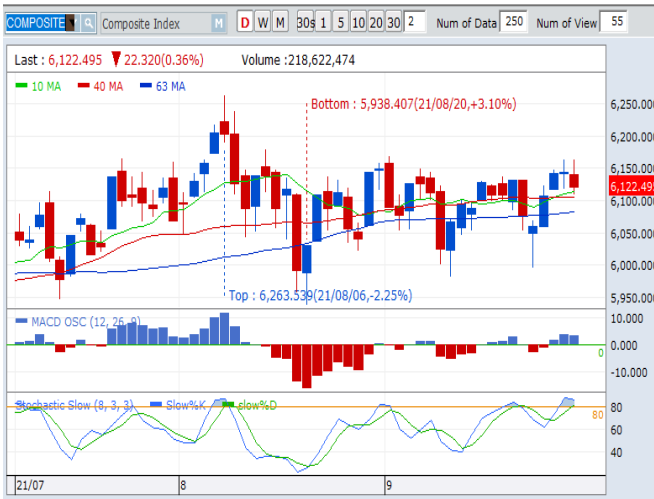 COMPOSITE Composite Index M D W M 30s 1 5 10 20 30 2 Num of Data 250 Num of View 55
Last : 6,122.495 ▼ 22.320(0.36%) Volume :218,622,474
10 MA 40 MA 63 MA
Bottom : 5,938.407(21/08/20,+3.10%)
6,250.000
6,200.000
6,150.000
6,122.495
6,100.000
6,050.000
6,000.000
5,950.000
Top : 6,263.539(21/08/06,-2.25%)
MACD OSC (12, 26, 9)
10.000
0.000
0
-10.000
Stochastic Slow (8, 3, 3) Slow%K slow%D
80
80
60
40
21/07 8 9